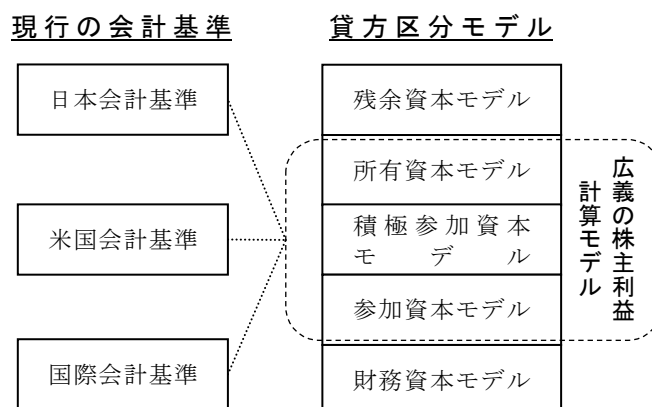 現行の会計基準
日本会計基準
米国会計基準
国際会計基準
貸方区分モデル
残余資本モデル
所有資本モデル
積極参加資本
モデル
参加資本モデル
財務資本モデル
広義の株主利益
計算モデル